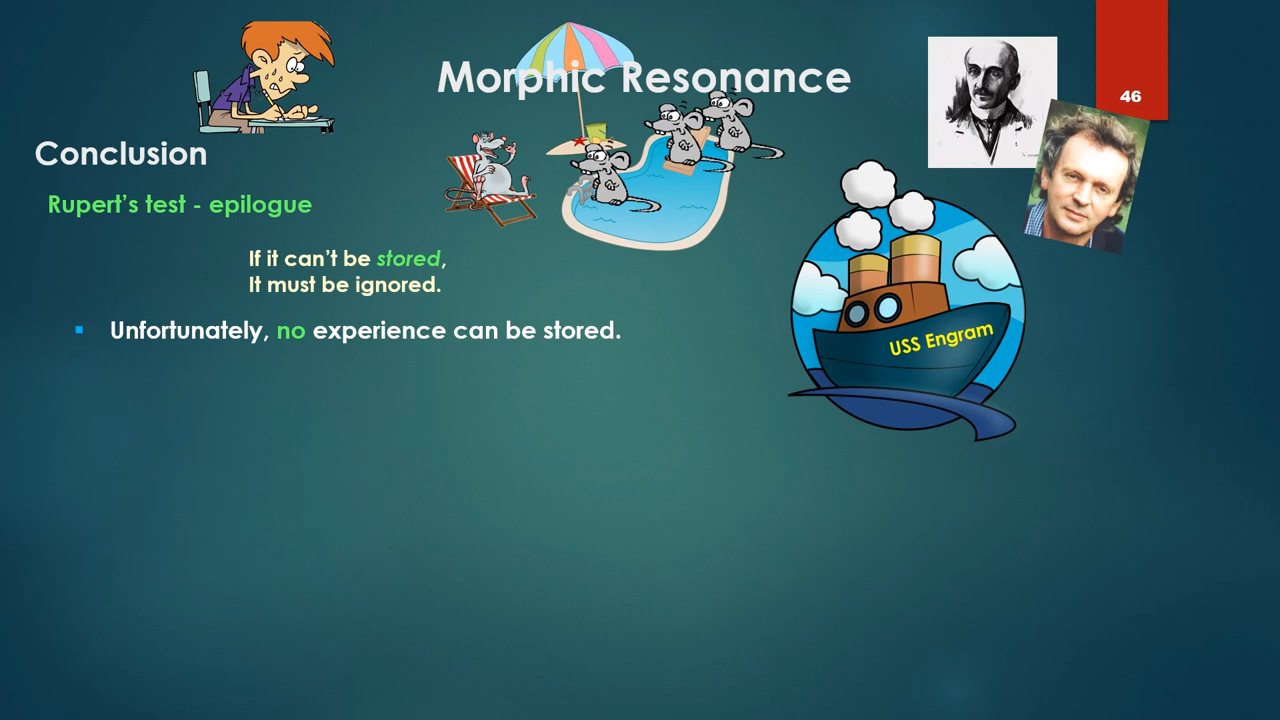 Morphic Resonance
46
Conclusion
Rupert's test - epilogue
If it can't be stored,
It must be ignored.
Unfortunately, no experience can be stored.
USS Engram